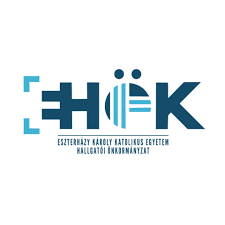 EHÖK
ESZTERHÁZY KÁROLY KATOLIKUS EGYETEM
HALLGATÓI ÖNKORMÁNYZAT